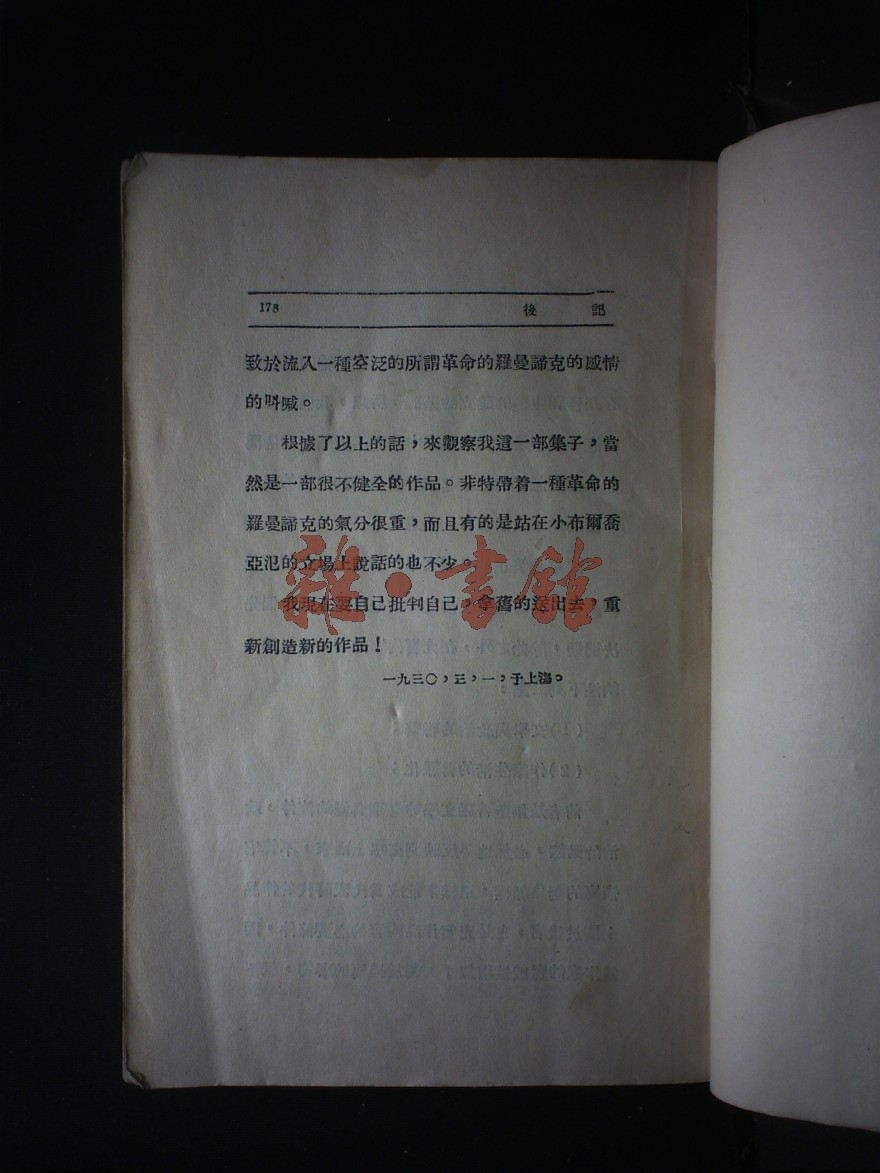 178 後 記
致於流入一種空泛的所謂革命的羅曼諦克的感情
的呌喊。
根據了以上的話,來觀察我這一部集子,當
然是一部很不健全的作品。非特帶着一種革命的
羅曼諦克的氣分很重,而且有的是站在小布爾喬
亞氾的立場上說話的也不少。
我現在要自己批判自己,拿舊的送出去,重
新創造新的作品!
一九三〇,三,一,于上海。
雜·書館